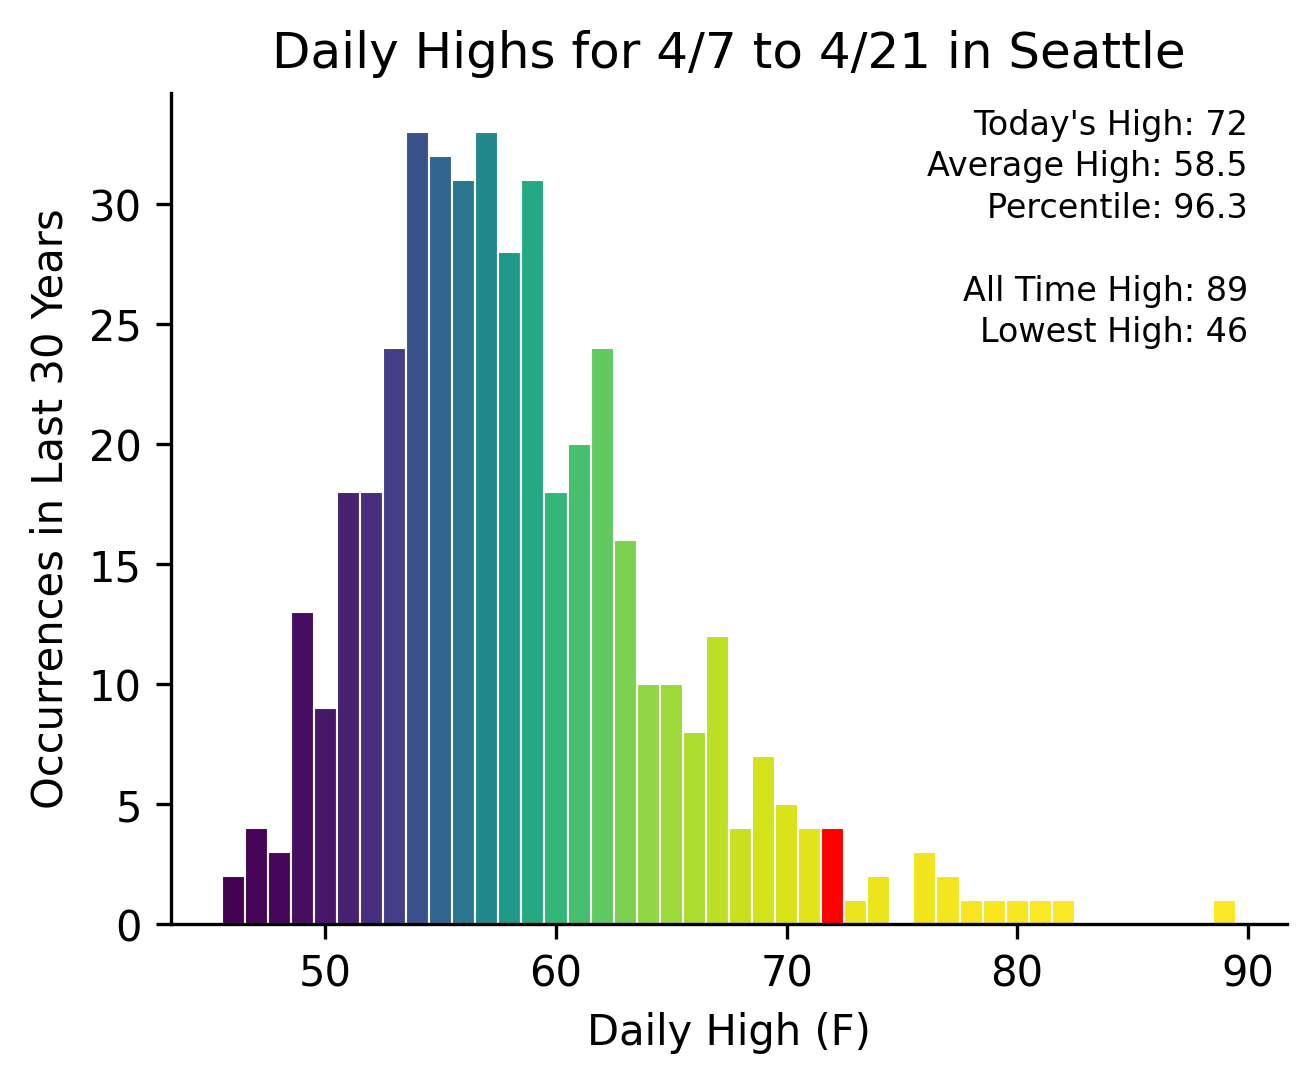 Daily Highs for 4/7 to 4/21 in Seattle
Today's High: 72
Average High: 58.5
Percentile: 96.3
All Time High: 89
Lowest High: 46
Occurrences in Last 30 Years
30
25
20
15
10
5
0
50 60 70 80 90
Daily High (F)